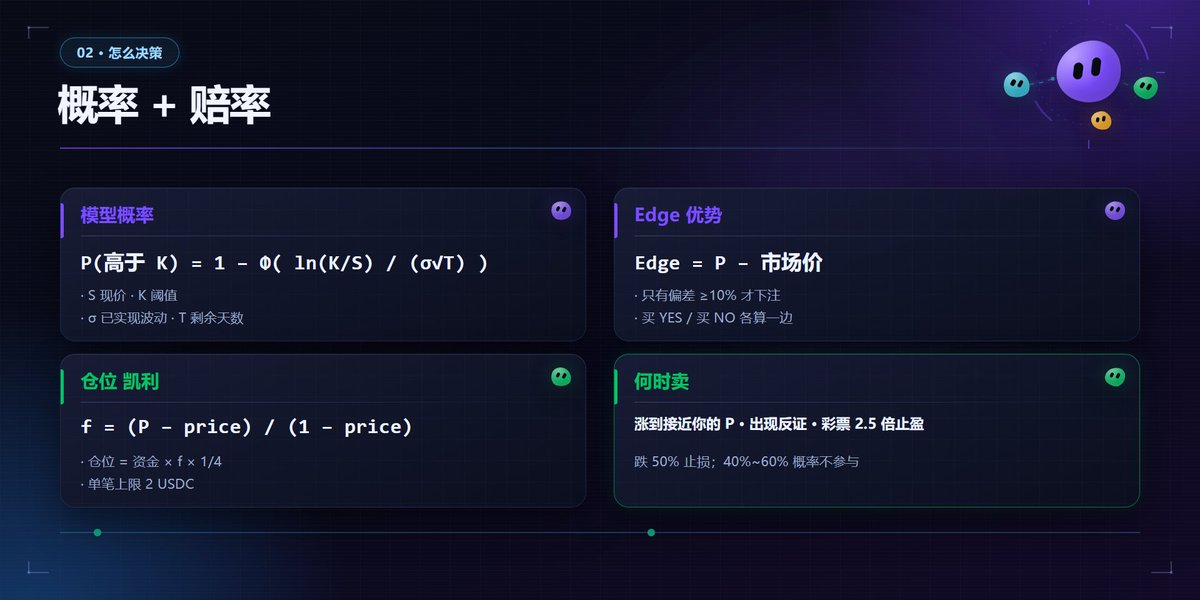 02 • 怎么决策
概率 + 赔率
模型概率
P(高于 K) = 1 − Φ( ln(K/S) / (σ√T) )
· S 现价 · K 阈值
· σ 已实现波动 · T 剩余天数
Edge 优势
Edge = P − 市场价
· 只有偏差 ≥10% 才下注
· 买 YES / 买 NO 各算一边
仓位 凯利
f = (P − price) / (1 − price)
· 仓位 = 资金 × f × 1/4
· 单笔上限 2 USDC
何时卖
涨到接近你的 P • 出现反证 • 彩票 2.5 倍止盈
跌 50% 止损；40%~60% 概率不参与